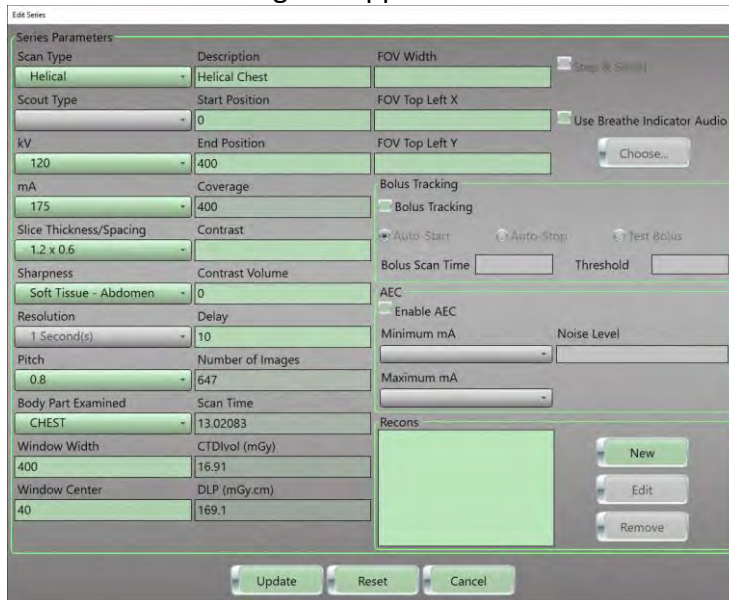 Edit Series
Series Parameters
Scan Type
Helical
Description
Helical Chest
FOV Width
Step & Shoot
Scout Type
Start Position
0
FOV Top Left X
Use Breathe Indicator Audio
kV
120
End Position
400
FOV Top Left Y
Choose...
mA
175
Coverage
400
Bolus Tracking
Bolus Tracking
Slice Thickness/Spacing
1.2 x 0.6
Contrast
Auto-Start
Auto-Stop
Test Bolus
Bolus Scan Time
Threshold
Sharpness
Soft Tissue - Abdomen
Contrast Volume
0
AEC
Enable AEC
Resolution
1 Second(s)
Delay
10
Minimum mA
Noise Level
Pitch
0.8
Number of Images
647
Maximum mA
Body Part Examined
CHEST
Scan Time
13.02083
Recons
Window Width
400
CTDIvol (mGy)
16.91
New
Window Center
40
DLP (mGy.cm)
169.1
Edit
Remove
Update
Reset
Cancel